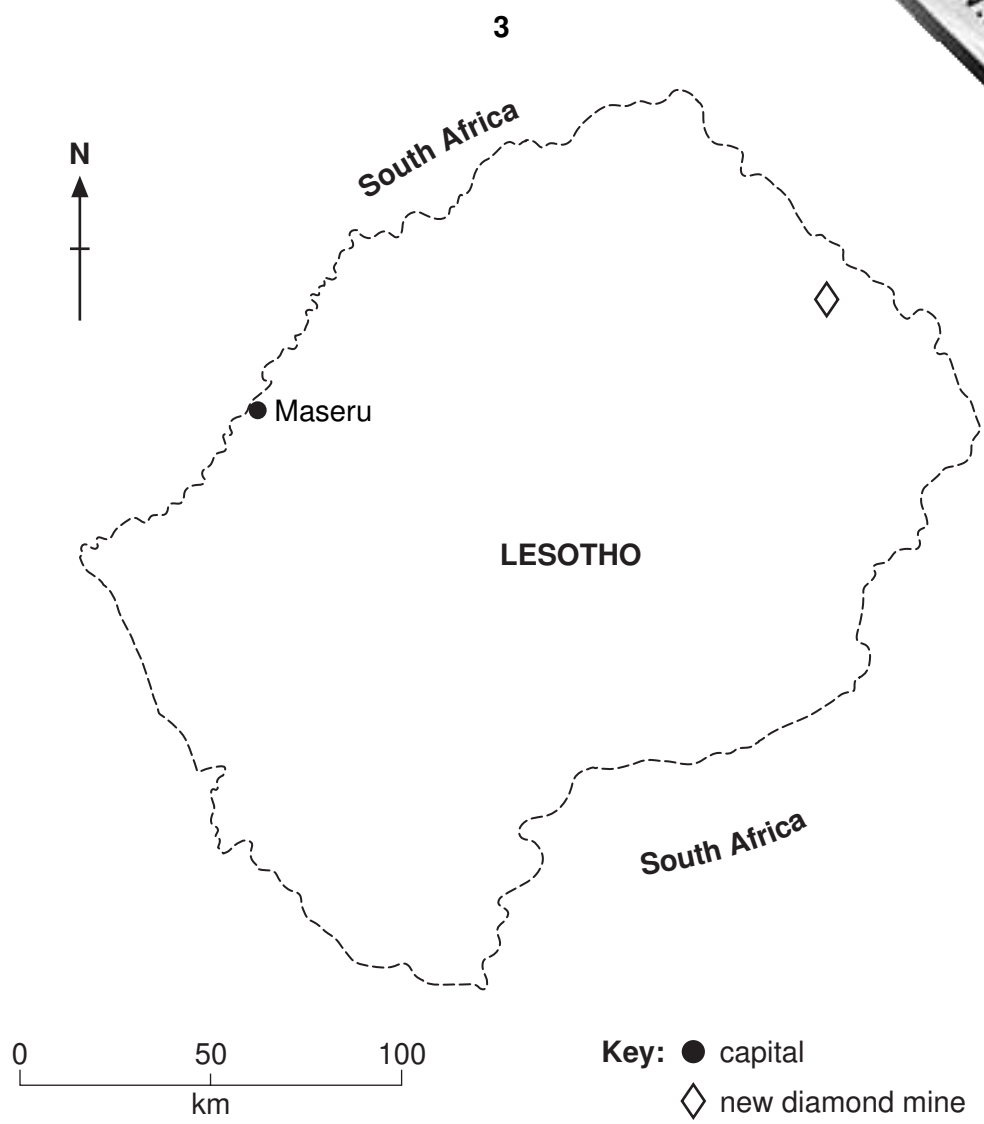 3
South Africa
N
Maseru
LESOTHO
South Africa
0 50 100
km
Key: capital
new diamond mine